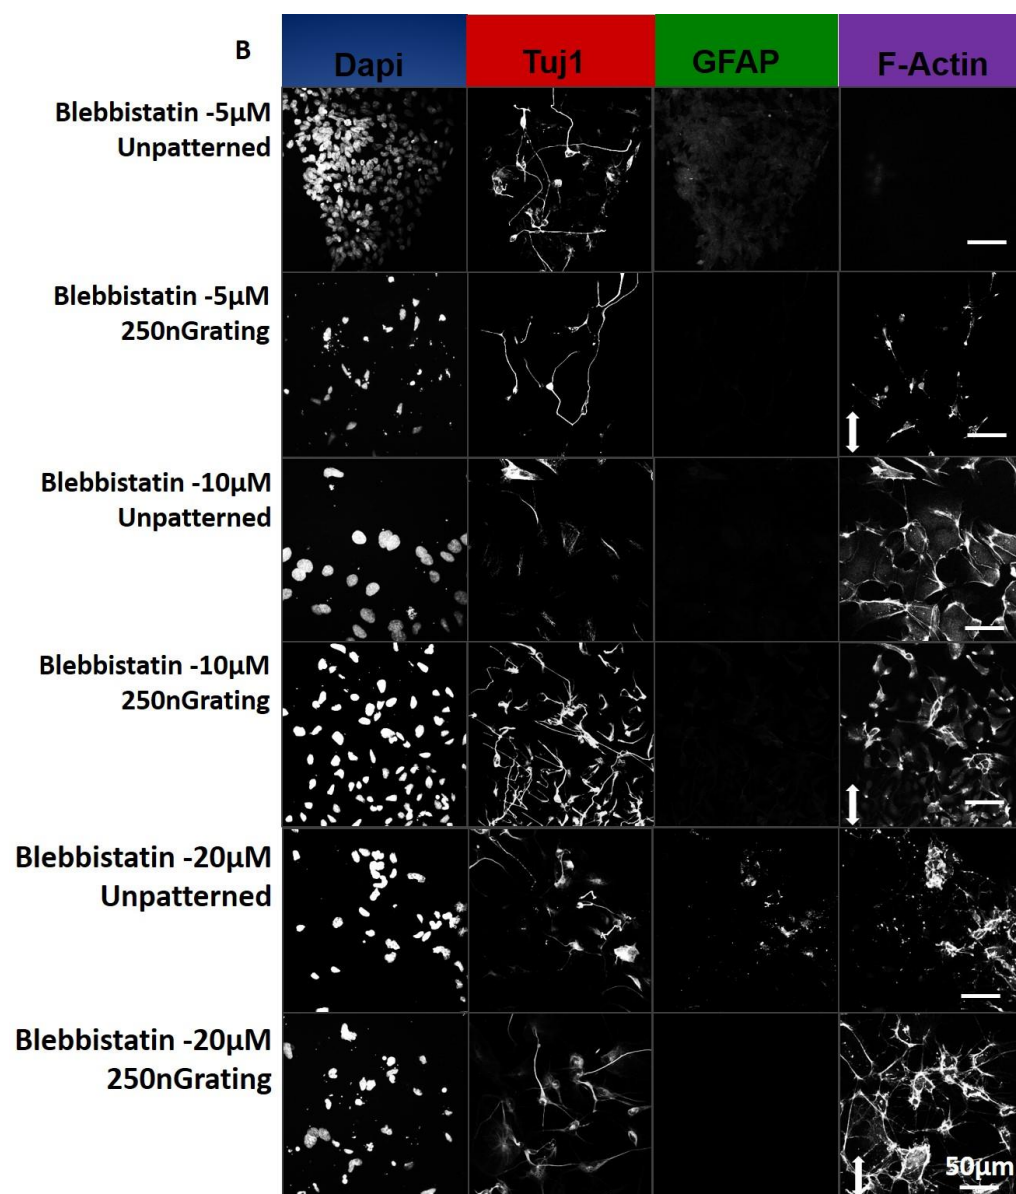 B
Dapi Tuj1 GFAP F-Actin
Blebbistatin -5µM
Unpatterned
Blebbistatin -5µM
250nGrating
Blebbistatin -10µM
Unpatterned
Blebbistatin -10µM
250nGrating
Blebbistatin -20µM
Unpatterned
Blebbistatin -20µM
250nGrating
50µm